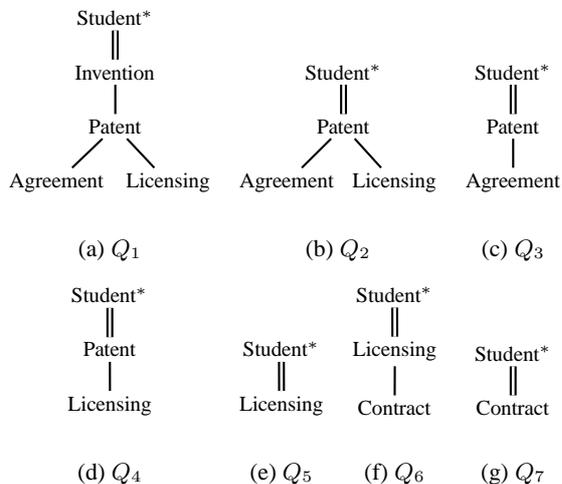 Student*
Invention
Patent
Agreement Licensing
(a) Q1
Student*
Patent
Agreement Licensing
(b) Q2
Student*
Patent
Agreement
(c) Q3
Student*
Patent
Licensing
(d) Q4
Student*
Licensing
(e) Q5
Student*
Licensing
Contract
(f) Q6
Student*
Contract
(g) Q7